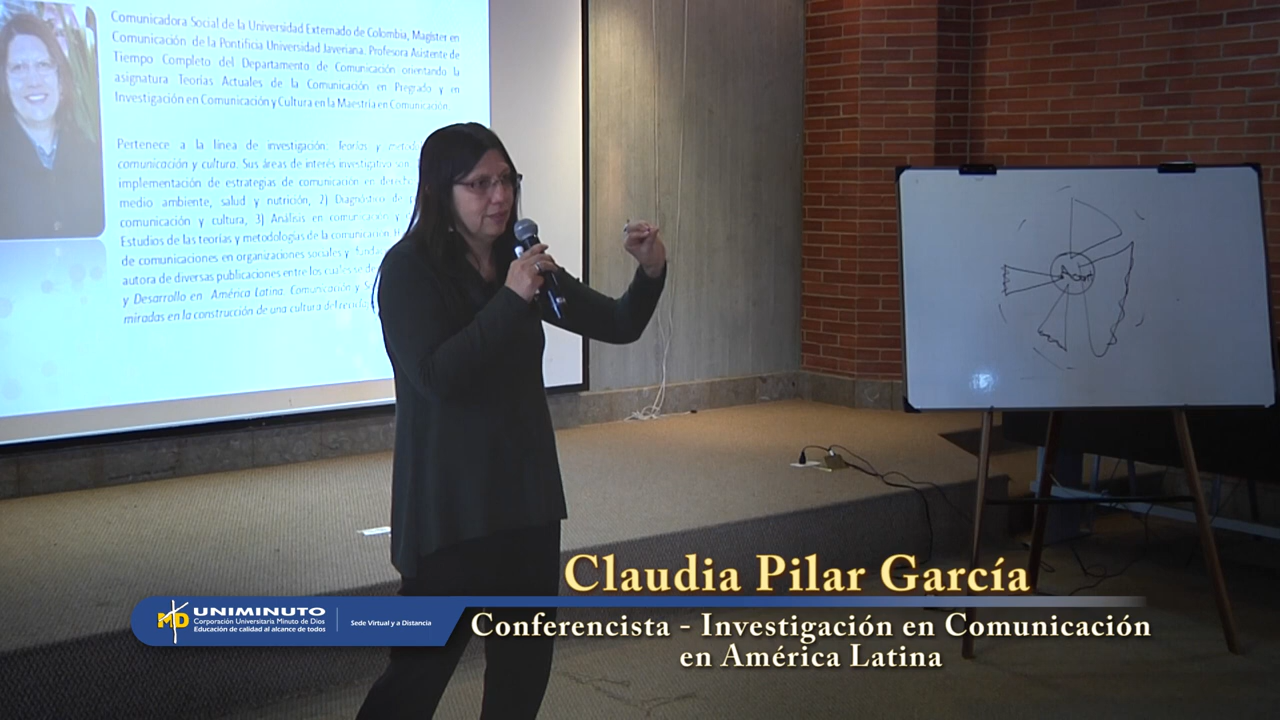 Comunicadora Social de la Universidad Externado de Colombia, Magíster en
Comunicación de la Pontificia Universidad Javeriana. Profesora Asistente de
Tiempo Completo del Departamento de Comunicación orientando la
asignatura Teorías Actuales de la Comunicación en Pregrado y en
Investigación en Comunicación y Cultura en la Maestría en Comunicación.
Pertenece a la línea de investigación: Teorías y
comunicación y cultura. Sus áreas de interés investigativo son:
implementación de estrategias de comunicación en
medio ambiente, salud y nutrición, 2) Diagnóstico de
comunicación y cultura, 3) Análisis en comunicación y
Estudios de las teorías y metodologías de la comunicación.
de comunicaciones en organizaciones sociales y
autora de diversas publicaciones entre los cuales se
y Desarrollo en América Latina. Comunicación y
miradas en la construcción de una cultura del
Claudia Pilar García
MD UNIMINUTO
Corporación Universitaria Minuto de Dios
Educación de calidad al alcance de todos
Sede Virtual y a Distancia
Conferencista - Investigación en Comunicación
en América Latina